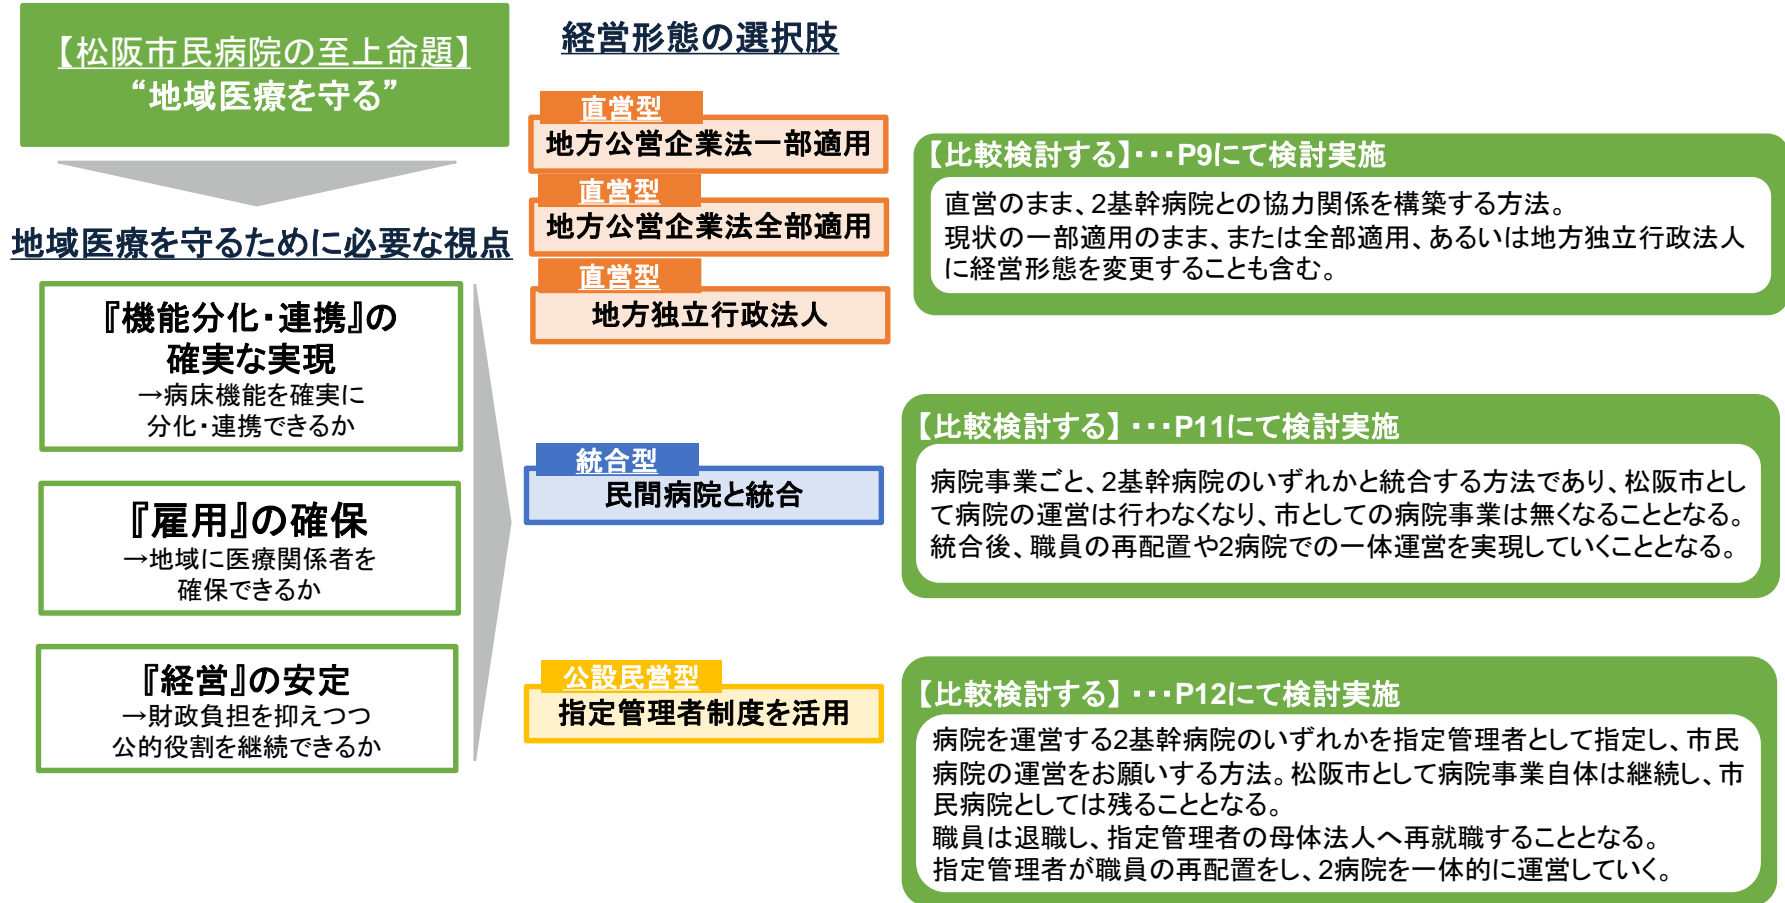 【松阪市民病院の至上命題】
“地域医療を守る”
地域医療を守るために必要な視点
『機能分化・連携』の
確実な実現
→病床機能を確実に
分化・連携できるか
『雇用』の確保
→地域に医療関係者を
確保できるか
『経営』の安定
→財政負担を抑えつつ
公的役割を継続できるか
経営形態の選択肢
直営型
地方公営企業法一部適用
直営型
地方公営企業法全部適用
直営型
地方独立行政法人
【比較検討する】・・・P9にて検討実施
直営のまま、2基幹病院との協力関係を構築する方法。
現状の一部適用のまま、または全部適用、あるいは地方独立行政法人
に経営形態を変更することも含む。
統合型
民間病院と統合
【比較検討する】・・・P11にて検討実施
病院事業ごと、2基幹病院のいずれかと統合する方法であり、松阪市とし
て病院の運営は行わなくなり、市としての病院事業は無くなることとなる。
統合後、職員の再配置や2病院での一体運営を実現していくこととなる。
公設民営型
指定管理者制度を活用
【比較検討する】・・・P12にて検討実施
病院を運営する2基幹病院のいずれかを指定管理者として指定し、市民
病院の運営をお願いする方法。松阪市として病院事業自体は継続し、市
民病院としては残ることとなる。
職員は退職し、指定管理者の母体法人へ再就職することとなる。
指定管理者が職員の再配置をし、2病院を一体的に運営していく。